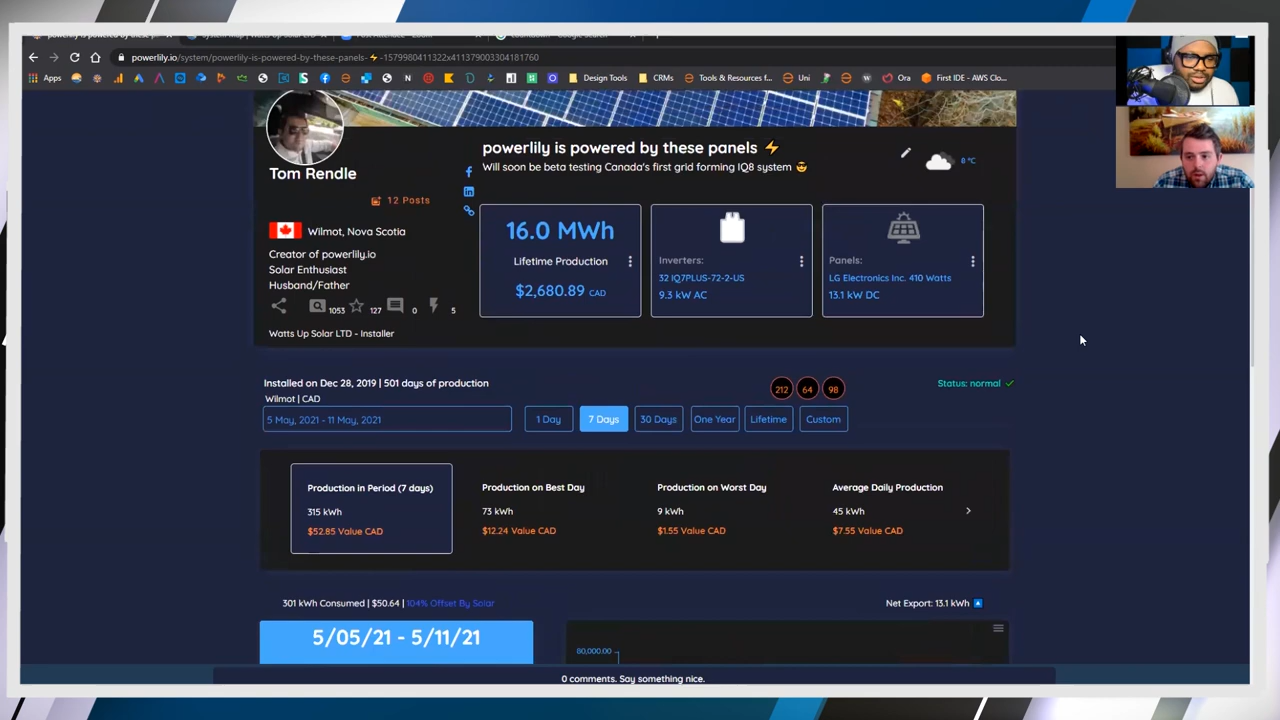 powerlily.io/system/powerlily-is-powered-by-these-panels-⚡-1579980411322x411379003304181760
Apps
Design Tools
CRMs
Tools & Resources f...
Uni
Ora
First IDE - AWS Clo...
powerlily is powered by these panels ⚡
Will soon be beta testing Canada's first grid forming IQ8 system 😎
0 °C
Tom Rendle
12 Posts
Wilmot, Nova Scotia
Creator of powerlily.io
Solar Enthusiast
Husband/Father
1053 127 0 5
Watts Up Solar LTD - Installer
16.0 MWh
Lifetime Production
$2,680.89 CAD
Inverters:
32 IQ7PLUS-72-2-US
9.3 kW AC
Panels:
LG Electronics Inc. 410 Watts
13.1 kW DC
Installed on Dec 28, 2019 | 501 days of production
212 64 98
Status: normal ✓
Wilmot | CAD
5 May, 2021 - 11 May, 2021
1 Day
7 Days
30 Days
One Year
Lifetime
Custom
Production in Period (7 days)
315 kWh
$52.85 Value CAD
Production on Best Day
73 kWh
$12.24 Value CAD
Production on Worst Day
9 kWh
$1.55 Value CAD
Average Daily Production
45 kWh
$7.55 Value CAD
301 kWh Consumed | $50.64 | 104% Offset By Solar
Net Export: 13.1 kWh
5/05/21 - 5/11/21
60,000.00
0 comments. Say something nice.